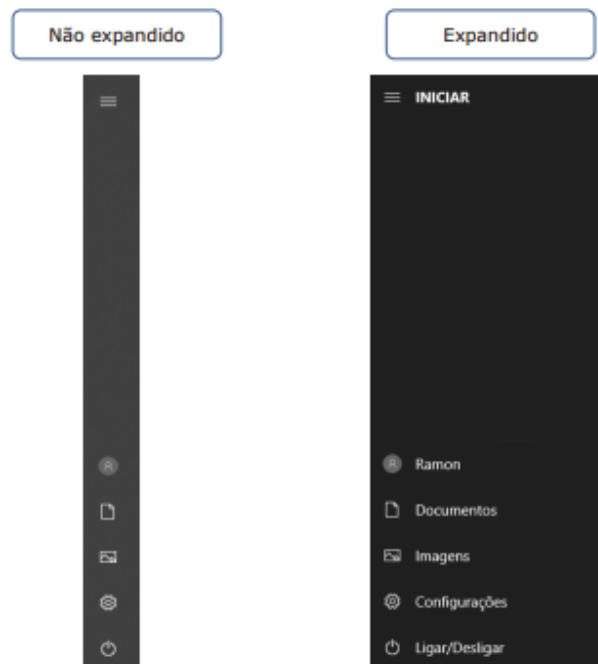 Não expandido
Expandido
INICIAR
Ramon
Documentos
Imagens
Configurações
Ligar/Desligar